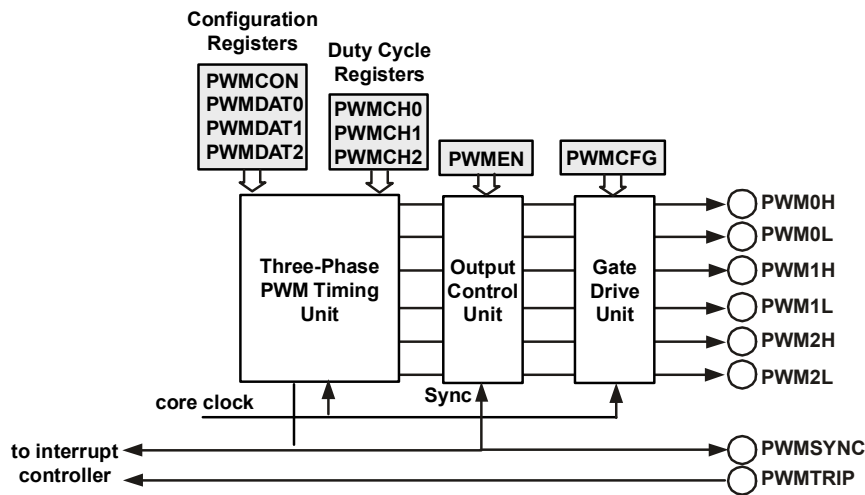 Configuration
Registers
Duty Cycle
Registers
PWMCON
PWMDAT0
PWMDAT1
PWMDAT2
PWMCH0
PWMCH1
PWMCH2
PWMEN
PWMCFG
Three-Phase
PWM Timing
Unit
Output
Control
Unit
Gate
Drive
Unit
PWM0H
PWM0L
PWM1H
PWM1L
PWM2H
PWM2L
core clock
Sync
to interrupt
controller
PWMSYNC
PWMTRIP